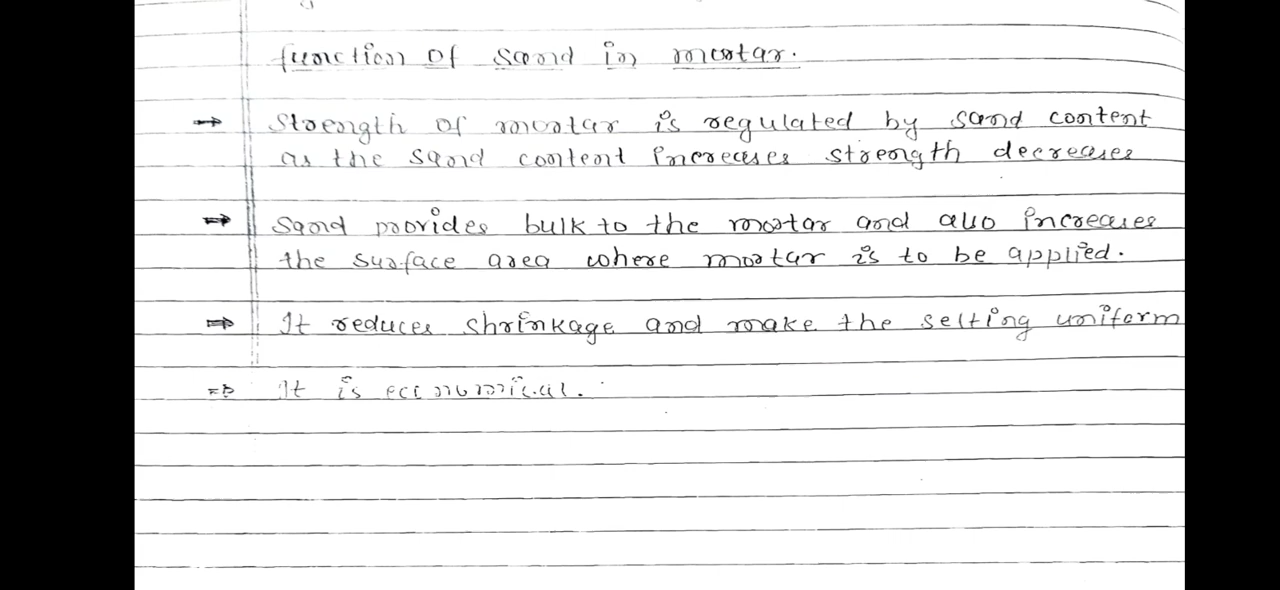 function of sand in mortar.
⇒ Strength of mortar is regulated by sand content
as the sand content increases strength decreases
⇒ Sand provides bulk to the mortar and also increases
the surface area where mortar is to be applied.
⇒ It reduces shrinkage and make the setting uniform
⇒ It is economical.